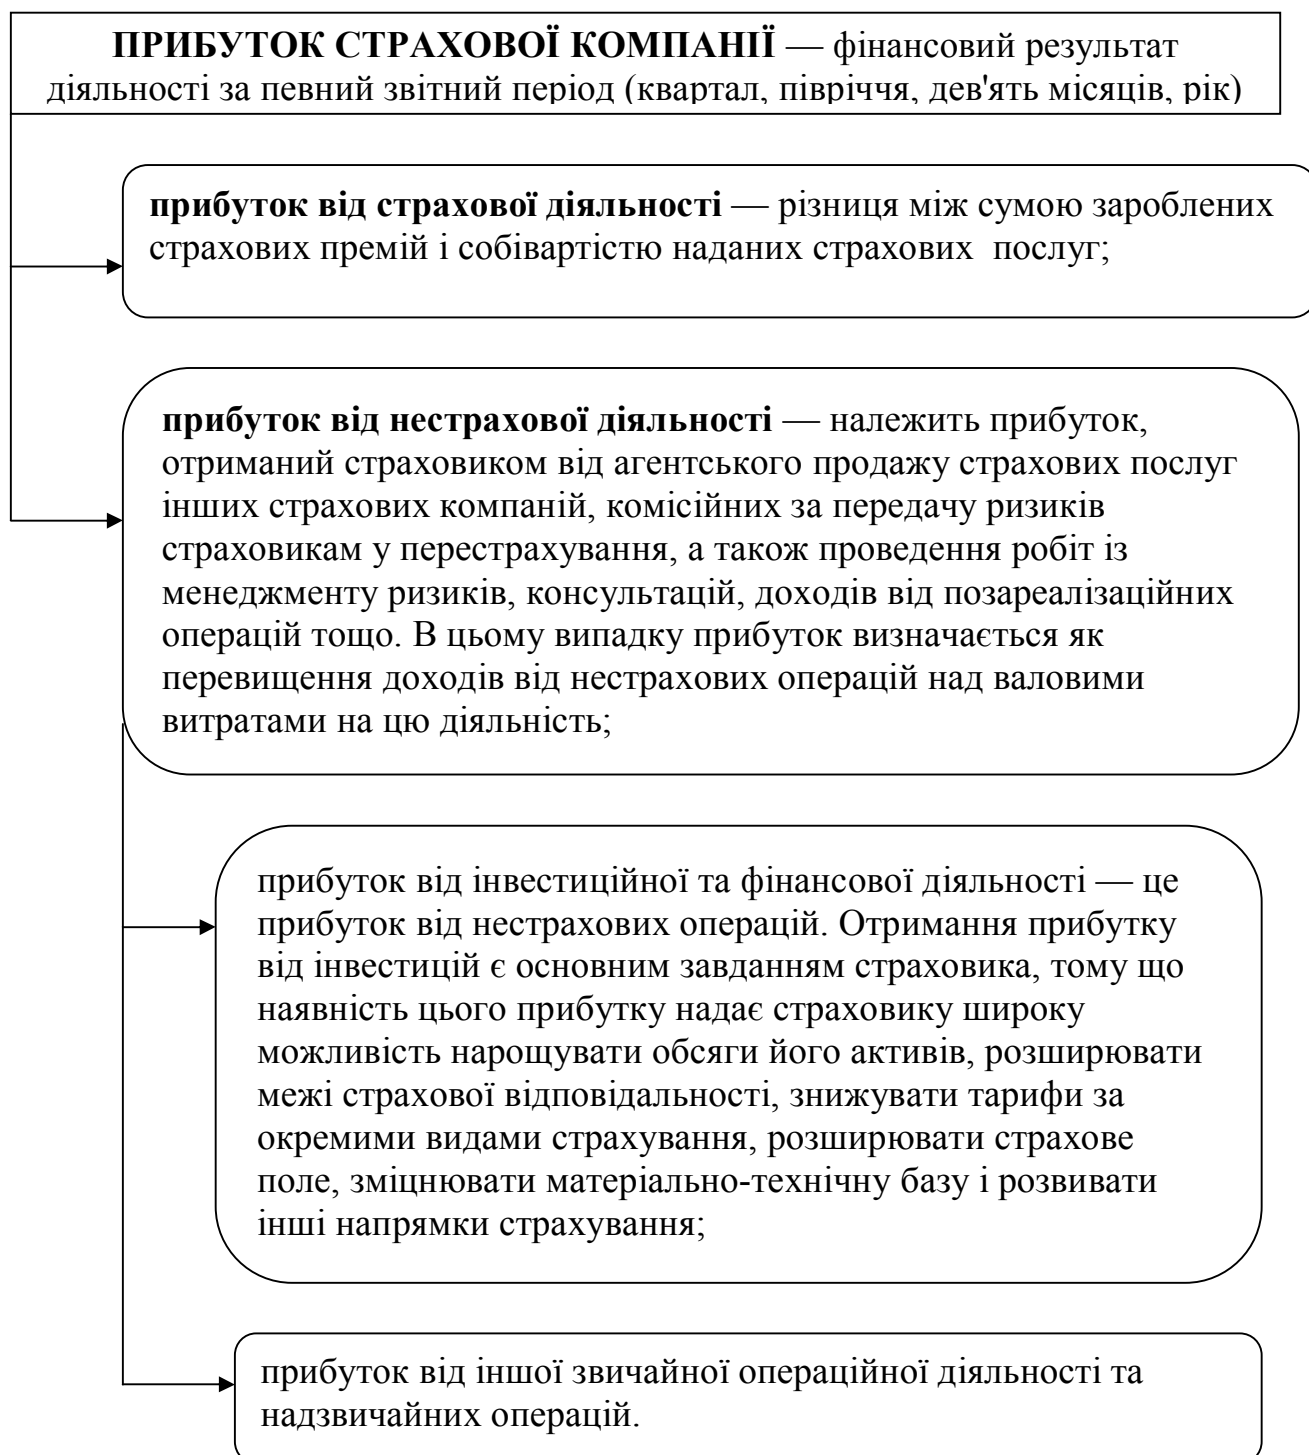 ПРИБУТОК СТРАХОВОЇ КОМПАНІЇ — фінансовий результат
діяльності за певний звітний період (квартал, півріччя, дев'ять місяців, рік)
прибуток від страхової діяльності — різниця між сумою зароблених
страхових премій і собівартістю наданих страхових послуг;
прибуток від нестрахової діяльності — належить прибуток,
отриманий страховиком від агентського продажу страхових послуг
інших страхових компаній, комісійних за передачу ризиків
страховикам у перестрахування, а також проведення робіт із
менеджменту ризиків, консультацій, доходів від позареалізаційних
операцій тощо. В цьому випадку прибуток визначається як
перевищення доходів від нестрахових операцій над валовими
витратами на цю діяльність;
прибуток від інвестиційної та фінансової діяльності — це
прибуток від нестрахових операцій. Отримання прибутку
від інвестицій є основним завданням страховика, тому що
наявність цього прибутку надає страховику широку
можливість нарощувати обсяги його активів, розширювати
межі страхової відповідальності, знижувати тарифи за
окремими видами страхування, розширювати страхове
поле, зміцнювати матеріально-технічну базу і розвивати
інші напрямки страхування;
прибуток від іншої звичайної операційної діяльності та
надзвичайних операцій.